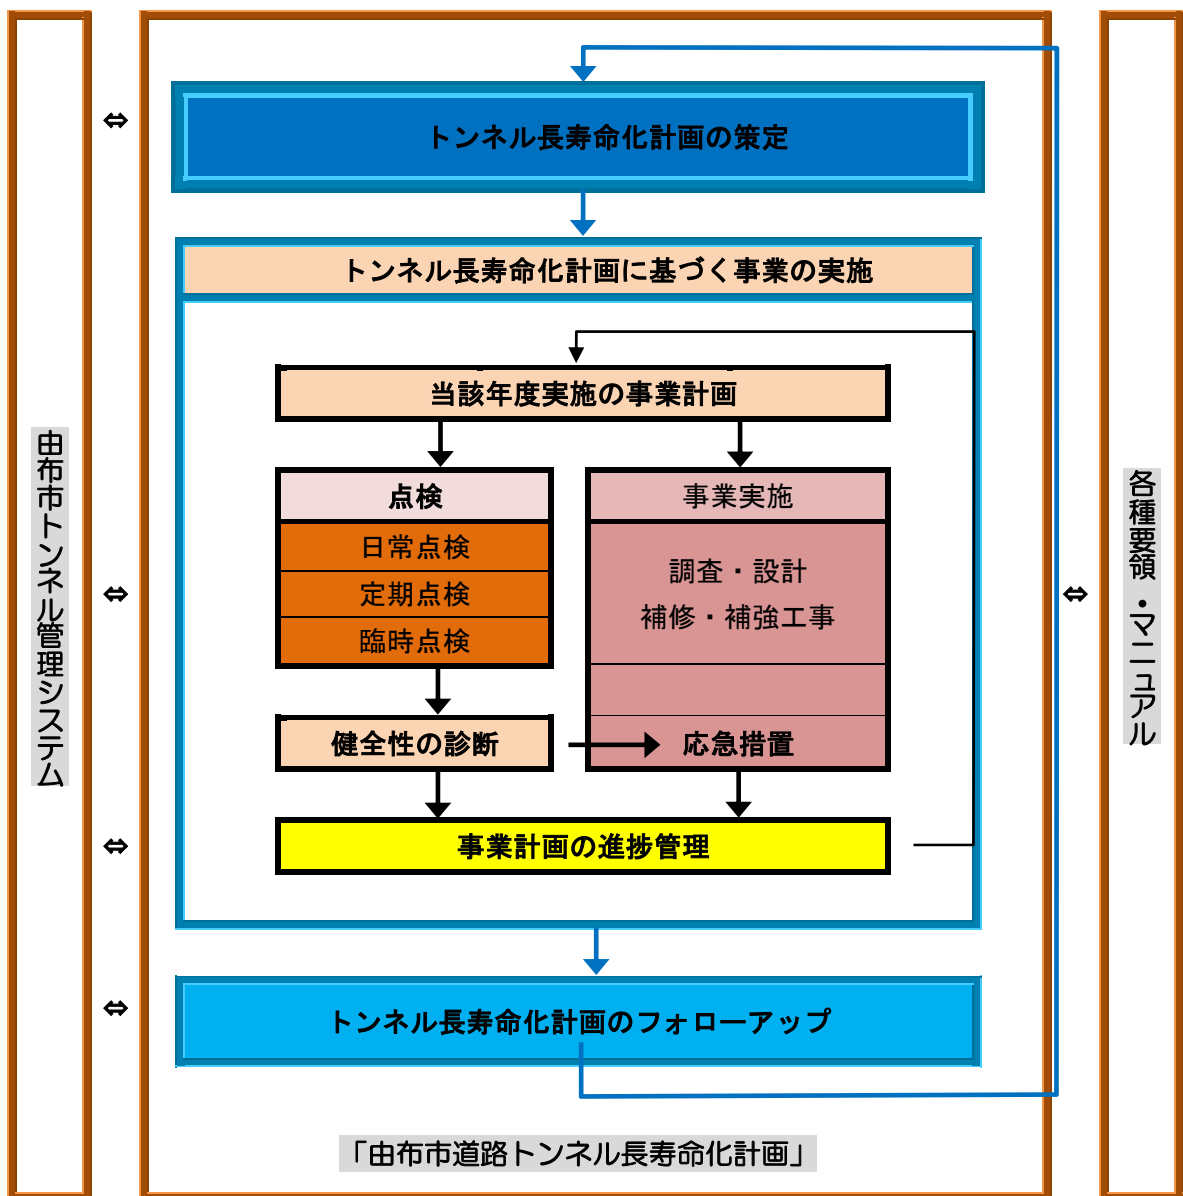 由布市トンネル管理システム
⇔
⇔
⇔
⇔
トンネル長寿命化計画の策定
トンネル長寿命化計画に基づく事業の実施
当該年度実施の事業計画
点検
日常点検
定期点検
臨時点検
事業実施
調査・設計
補修・補強工事
健全性の診断
応急措置
事業計画の進捗管理
トンネル長寿命化計画のフォローアップ
「由布市道路トンネル長寿命化計画」
⇔
各種要領・マニュアル